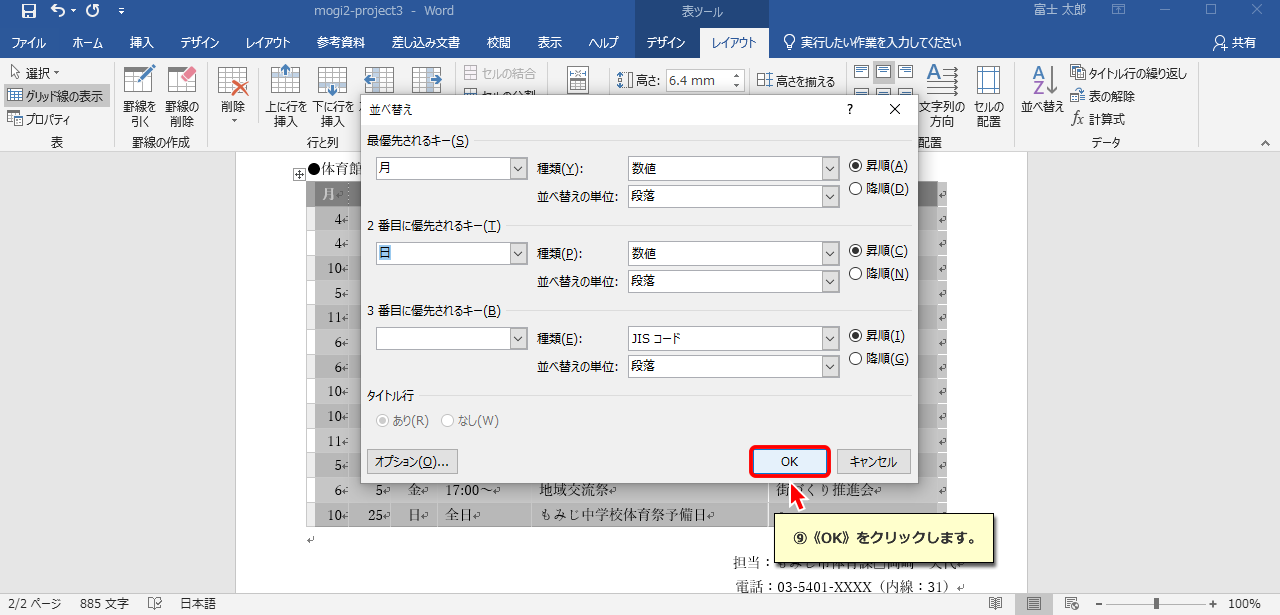 mogi2-project3 - Word
表ツール
富士 太郎
ファイル ホーム 挿入 デザイン レイアウト 参考資料 差し込み文書 校閲 表示 ヘルプ デザイン レイアウト 実行したい作業を入力してください 共有
選択
グリッド線の表示
プロパティ
表
罫線を引く
罫線の削除
罫線の作成
削除
上に行を挿入
下に行を挿入
行と列
セルの結合
高さ: 6.4 mm
高さを揃える
文字列の方向
セルの配置
配置
並べ替え
タイトル行の繰り返し
表の解除
fx 計算式
データ
●体育館
月
4
4
10
5
11
6
6
10
10
11
5
6 5 金 17:00～ 地域交流祭
10 25 日 全日 もみじ中学校体育祭予備日
電話：03-5401-XXXX（内線：31）
並べ替え ?
最優先されるキー(S)
月 種類(Y): 数値 昇順(A)
並べ替えの単位: 段落 降順(D)
2 番目に優先されるキー(T)
日 種類(P): 数値 昇順(C)
並べ替えの単位: 段落 降順(N)
3 番目に優先されるキー(B)
種類(E): JIS コード 昇順(I)
並べ替えの単位: 段落 降順(G)
タイトル行
あり(R) なし(W)
オプション(O)... OK キャンセル
⑨《OK》をクリックします。
2/2 ページ 885 文字 日本語 100%